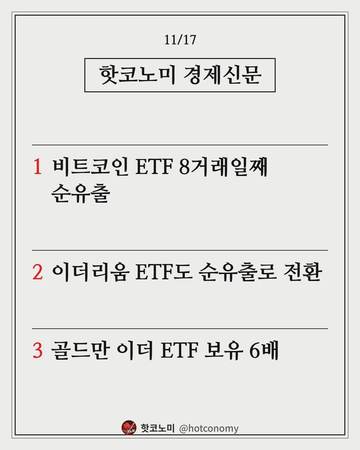 11/17
핫코노미 경제신문
1 비트코인 ETF 8거래일째
순유출
2 이더리움 ETF도 순유출로 전환
3 골드만 이더 ETF 보유 6배
핫코노미 @hotconomy